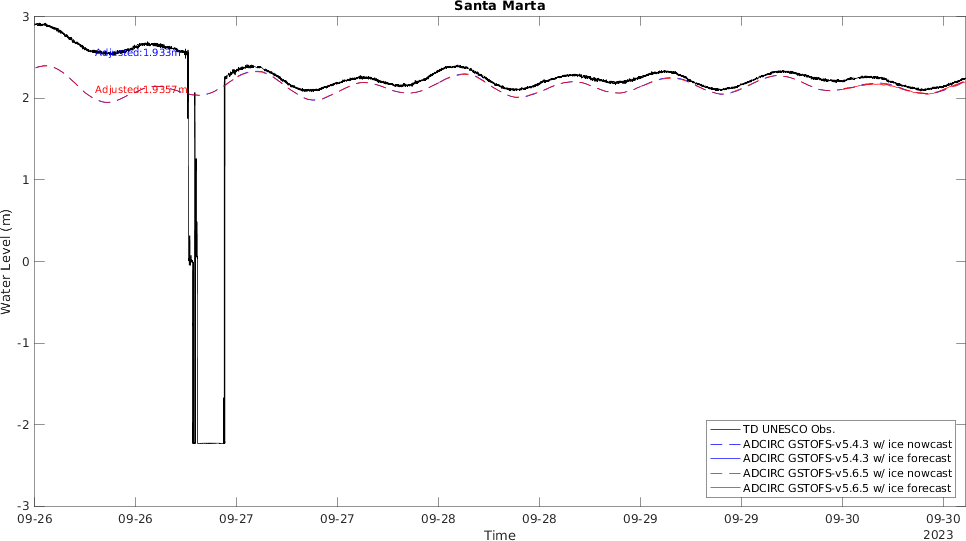 Santa Marta
3
2
1
0
-1
-2
-3
Water Level (m)
Adjusted:1.933m
Adjusted:1.9357m
TD UNESCO Obs.
ADCIRC GSTOFS-v5.4.3 w/ ice nowcast
ADCIRC GSTOFS-v5.4.3 w/ ice forecast
ADCIRC GSTOFS-v5.6.5 w/ ice nowcast
ADCIRC GSTOFS-v5.6.5 w/ ice forecast
09-26 09-26 09-27 09-27 09-28 09-28 09-29 09-29 09-30 09-30
2023
Time